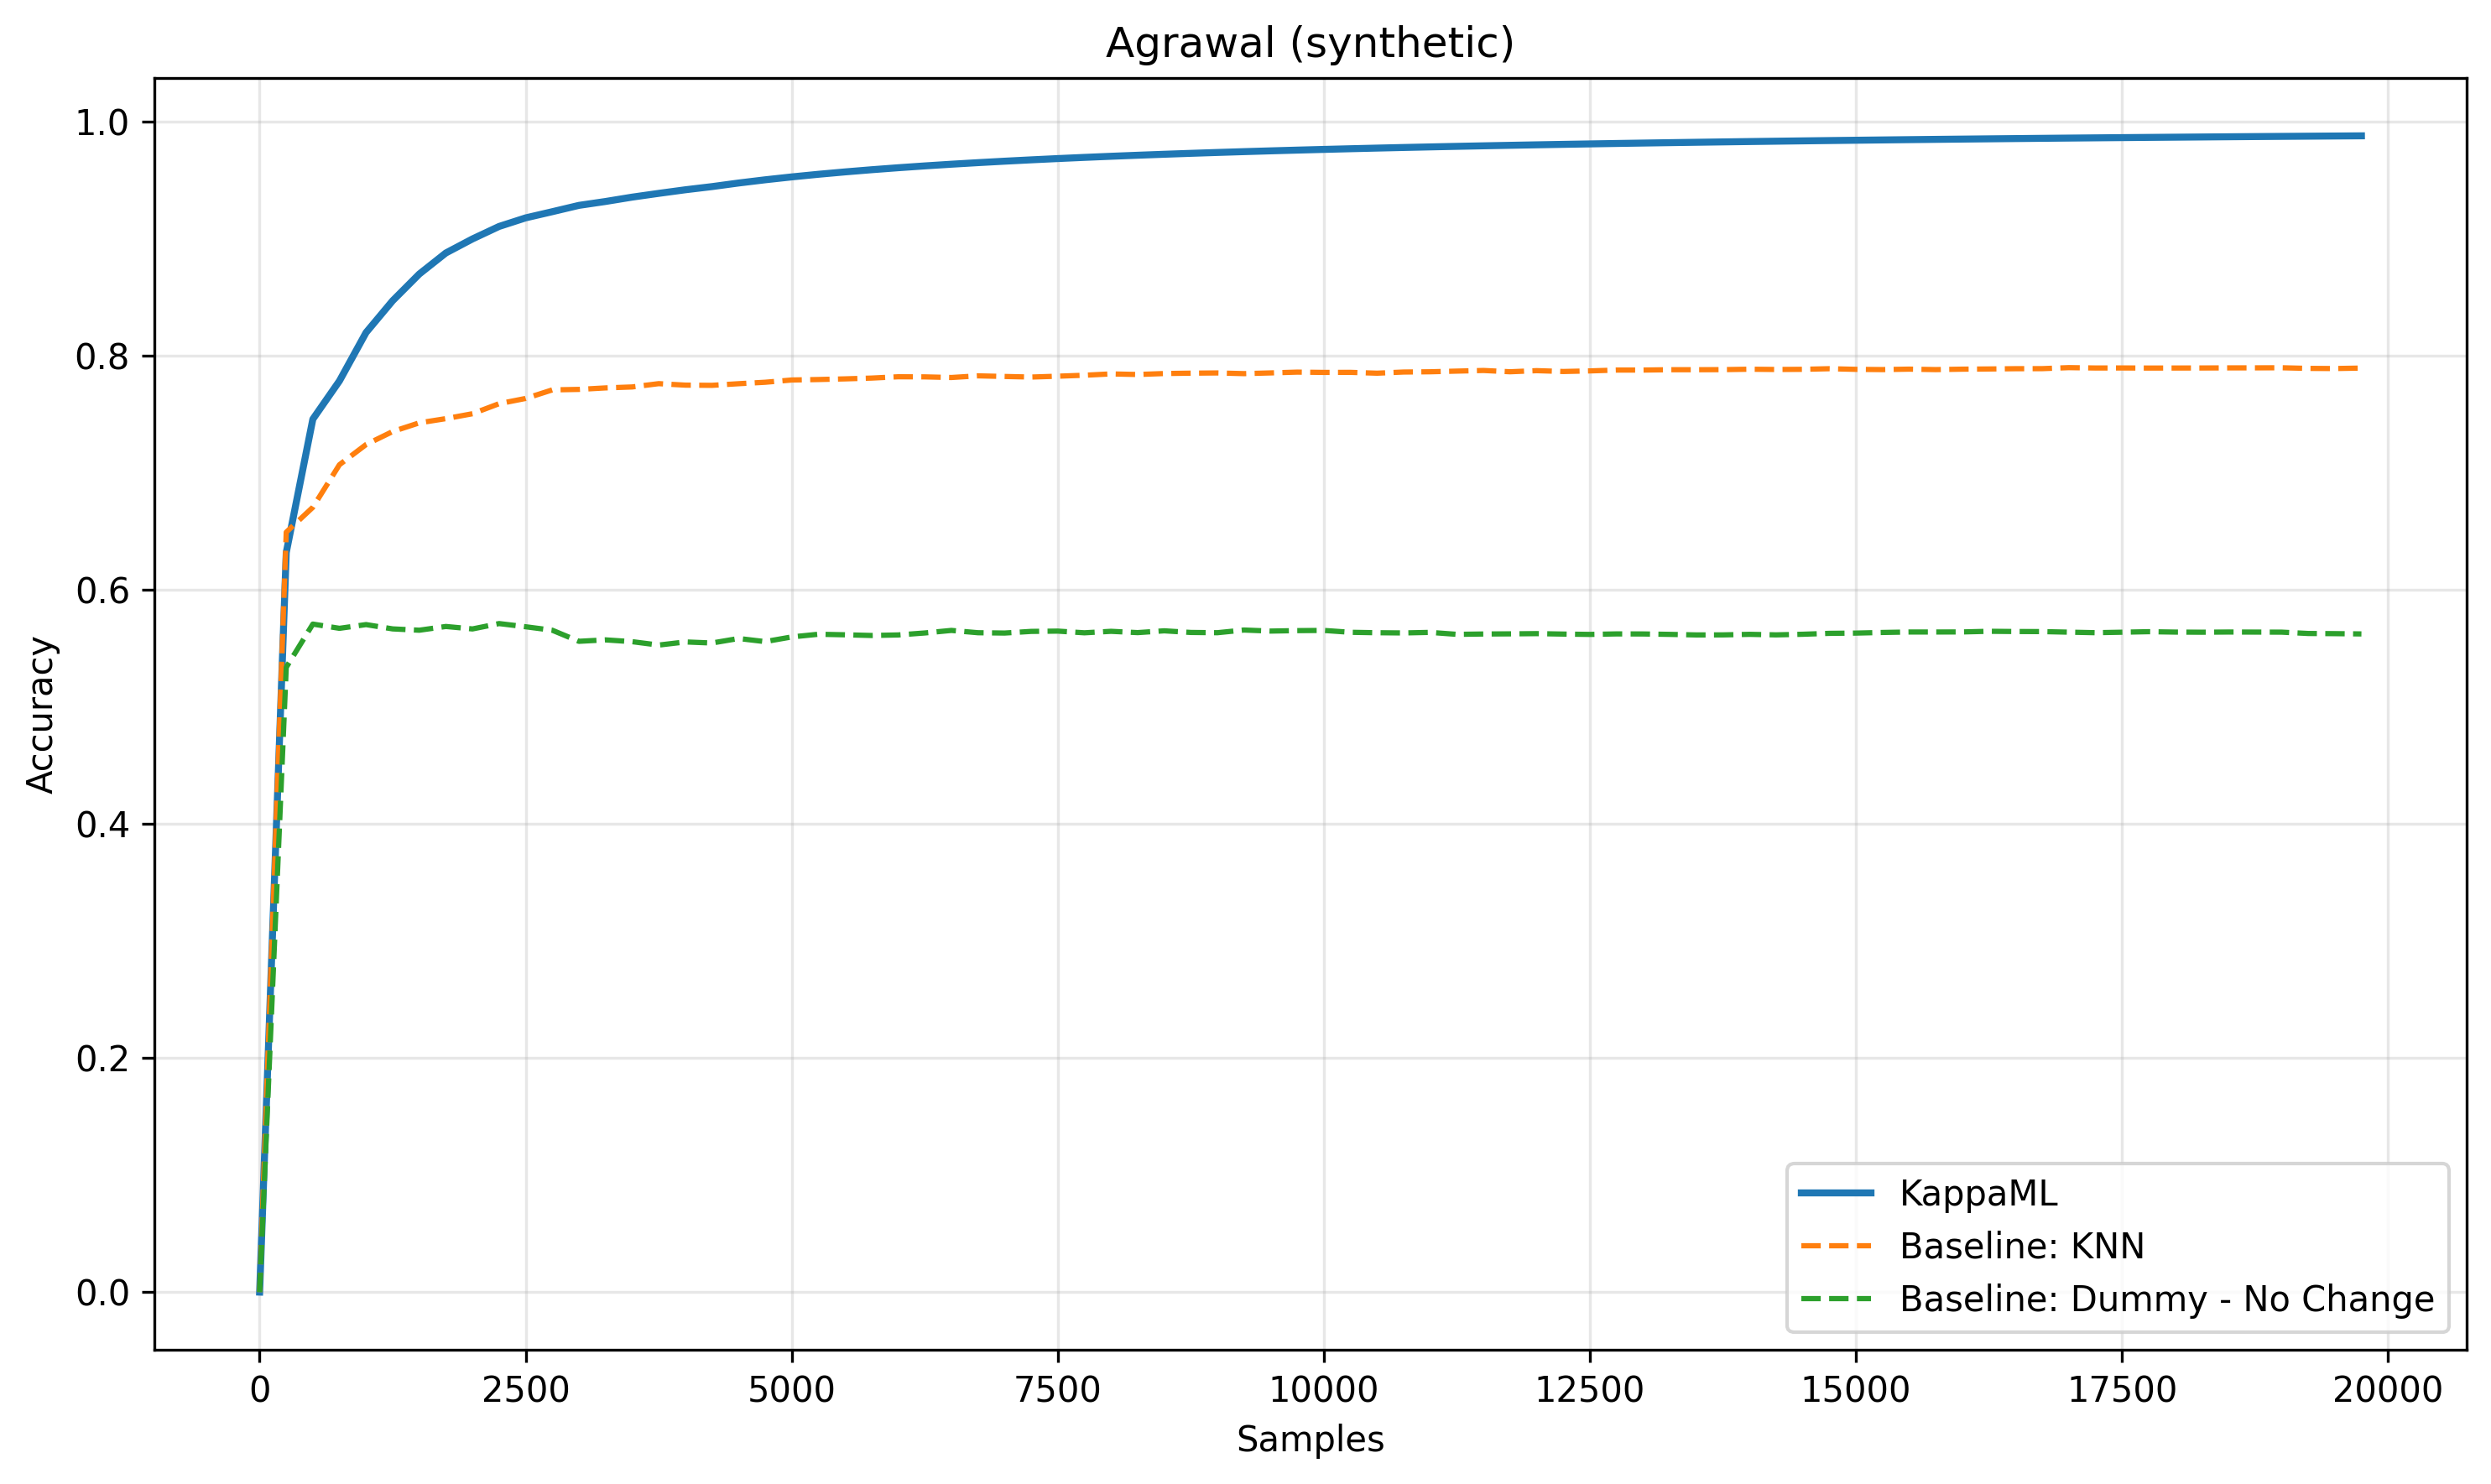 Agrawal (synthetic)
1.0
0.8
0.6
0.4
0.2
0.0
Accuracy
KappaML
Baseline: KNN
Baseline: Dummy - No Change
0 2500 5000 7500 10000 12500 15000 17500 20000
Samples